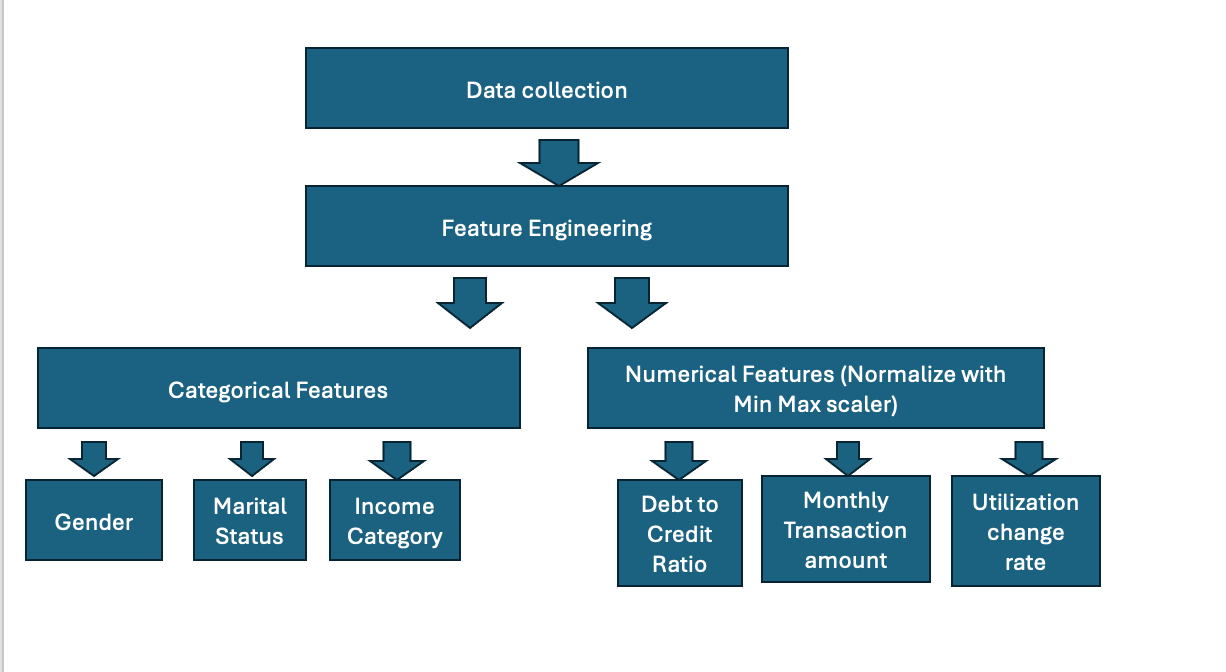 Data collection
Feature Engineering
Categorical Features
Numerical Features (Normalize with
Min Max scaler)
Gender
Marital
Status
Income
Category
Debt to
Credit
Ratio
Monthly
Transaction
amount
Utilization
change
rate